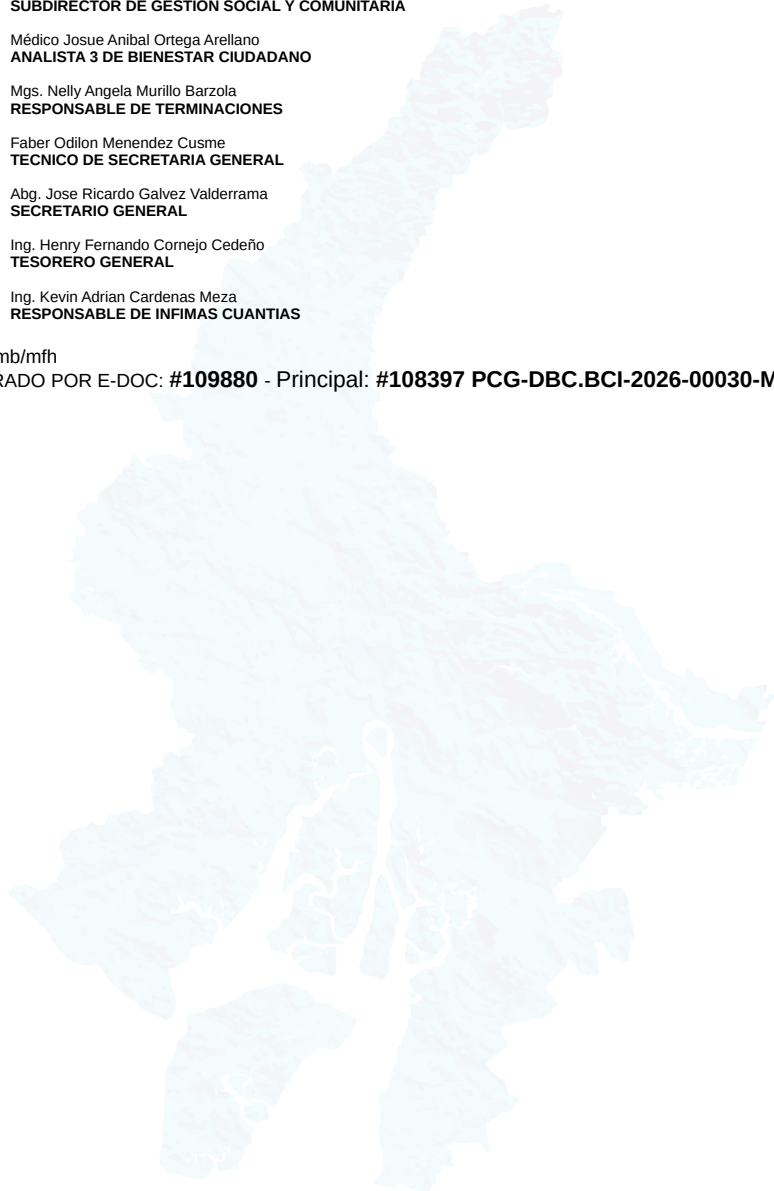 SUBDIRECTOR DE GESTION SOCIAL Y COMUNITARIA
Médico Josue Anibal Ortega Arellano
ANALISTA 3 DE BIENESTAR CIUDADANO
Mgs. Nelly Angela Murillo Barzola
RESPONSABLE DE TERMINACIONES
Faber Odilon Menendez Cusme
TECNICO DE SECRETARIA GENERAL
Abg. Jose Ricardo Galvez Valderrama
SECRETARIO GENERAL
Ing. Henry Fernando Cornejo Cedeño
TESORERO GENERAL
Ing. Kevin Adrian Cardenas Meza
RESPONSABLE DE INFIMAS CUANTIAS
mb/mfh
RADO POR E-DOC: #109880 - Principal: #108397 PCG-DBC.BCI-2026-00030-M